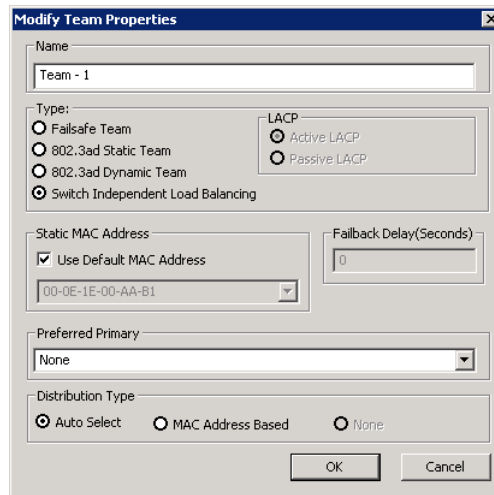 Modify Team Properties
Name
Team - 1
Type:
Failsafe Team
802.3ad Static Team
802.3ad Dynamic Team
Switch Independent Load Balancing
LACP
Active LACP
Passive LACP
Static MAC Address
Use Default MAC Address
00-0E-1E-00-AA-B1
Failback Delay(Seconds)
0
Preferred Primary
None
Distribution Type
Auto Select
MAC Address Based
None
OK
Cancel